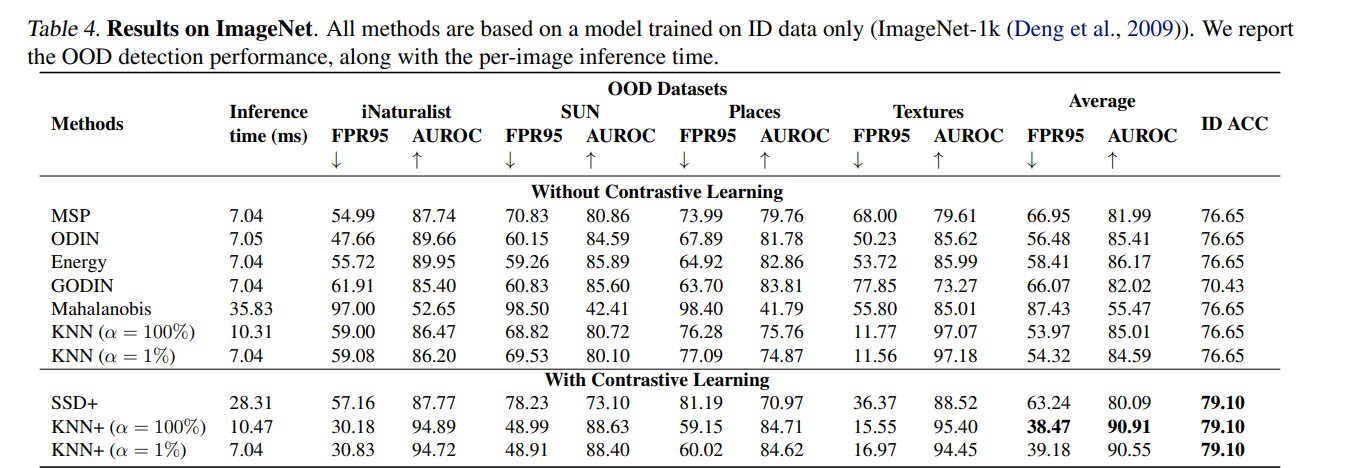 Table 4. Results on ImageNet. All methods are based on a model trained on ID data only (ImageNet-1k (Deng et al., 2009)). We report
the OOD detection performance, along with the per-image inference time.
OOD Datasets
Methods Inference time (ms) iNaturalist SUN Places Textures Average ID ACC
FPR95 AUROC FPR95 AUROC FPR95 AUROC FPR95 AUROC FPR95 AUROC
↓ ↑ ↓ ↑ ↓ ↑ ↓ ↑ ↓ ↑
Without Contrastive Learning
MSP 7.04 54.99 87.74 70.83 80.86 73.99 79.76 68.00 79.61 66.95 81.99 76.65
ODIN 7.05 47.66 89.66 60.15 84.59 67.89 81.78 50.23 85.62 56.48 85.41 76.65
Energy 7.04 55.72 89.95 59.26 85.89 64.92 82.86 53.72 85.99 58.41 86.17 76.65
GODIN 7.04 61.91 85.40 60.83 85.60 63.70 83.81 77.85 73.27 66.07 82.02 70.43
Mahalanobis 35.83 97.00 52.65 98.50 42.41 98.40 41.79 55.80 85.01 87.43 55.47 76.65
KNN (α = 100%) 10.31 59.00 86.47 68.82 80.72 76.28 75.76 11.77 97.07 53.97 85.01 76.65
KNN (α = 1%) 7.04 59.08 86.20 69.53 80.10 77.09 74.87 11.56 97.18 54.32 84.59 76.65
With Contrastive Learning
SSD+ 28.31 57.16 87.77 78.23 73.10 81.19 70.97 36.37 88.52 63.24 80.09 79.10
KNN+ (α = 100%) 10.47 30.18 94.89 48.99 88.63 59.15 84.71 15.55 95.40 38.47 90.91 79.10
KNN+ (α = 1%) 7.04 30.83 94.72 48.91 88.40 60.02 84.62 16.97 94.45 39.18 90.55 79.10